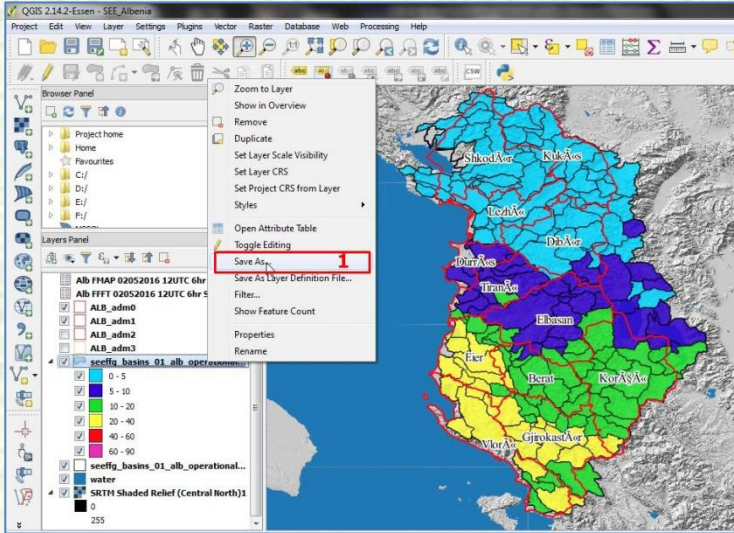 QGIS 2.14.2-Essen - SEE_Albenia
Project Edit View Layer Settings Plugins Vector Raster Database Web Processing Help
CSW
Browser Panel
Project home
Home
Favourites
C:/
D:/
E:/
F:/
Layers Panel
Alb FMAP 02052016 12UTC 6hr
Alb FFFT 02052016 12UTC 6hr S
ALB_adm0
ALB_adm1
ALB_adm2
ALB_adm3
seeffg_basins_01_alb_operational...
0 - 5
5 - 10
10 - 20
20 - 40
40 - 60
60 - 90
seeffg_basins_01_alb_operational...
water
SRTM Shaded Relief (Central North)1
0
255
Zoom to Layer
Show in Overview
Remove
Duplicate
Set Layer Scale Visibility
Set Layer CRS
Set Project CRS from Layer
Styles
Open Attribute Table
Toggle Editing
Save As... 1
Save As Layer Definition File...
Filter...
Show Feature Count
Properties
Rename
ShkodÃ«r
KukÃ«s
LezhÃ«
DibÃ«r
DurrÃ«s
TiranÃ«
Elbasan
Fier
Berat
KorÃ§Ã«
VlorÃ«
GjirokastÃ«r